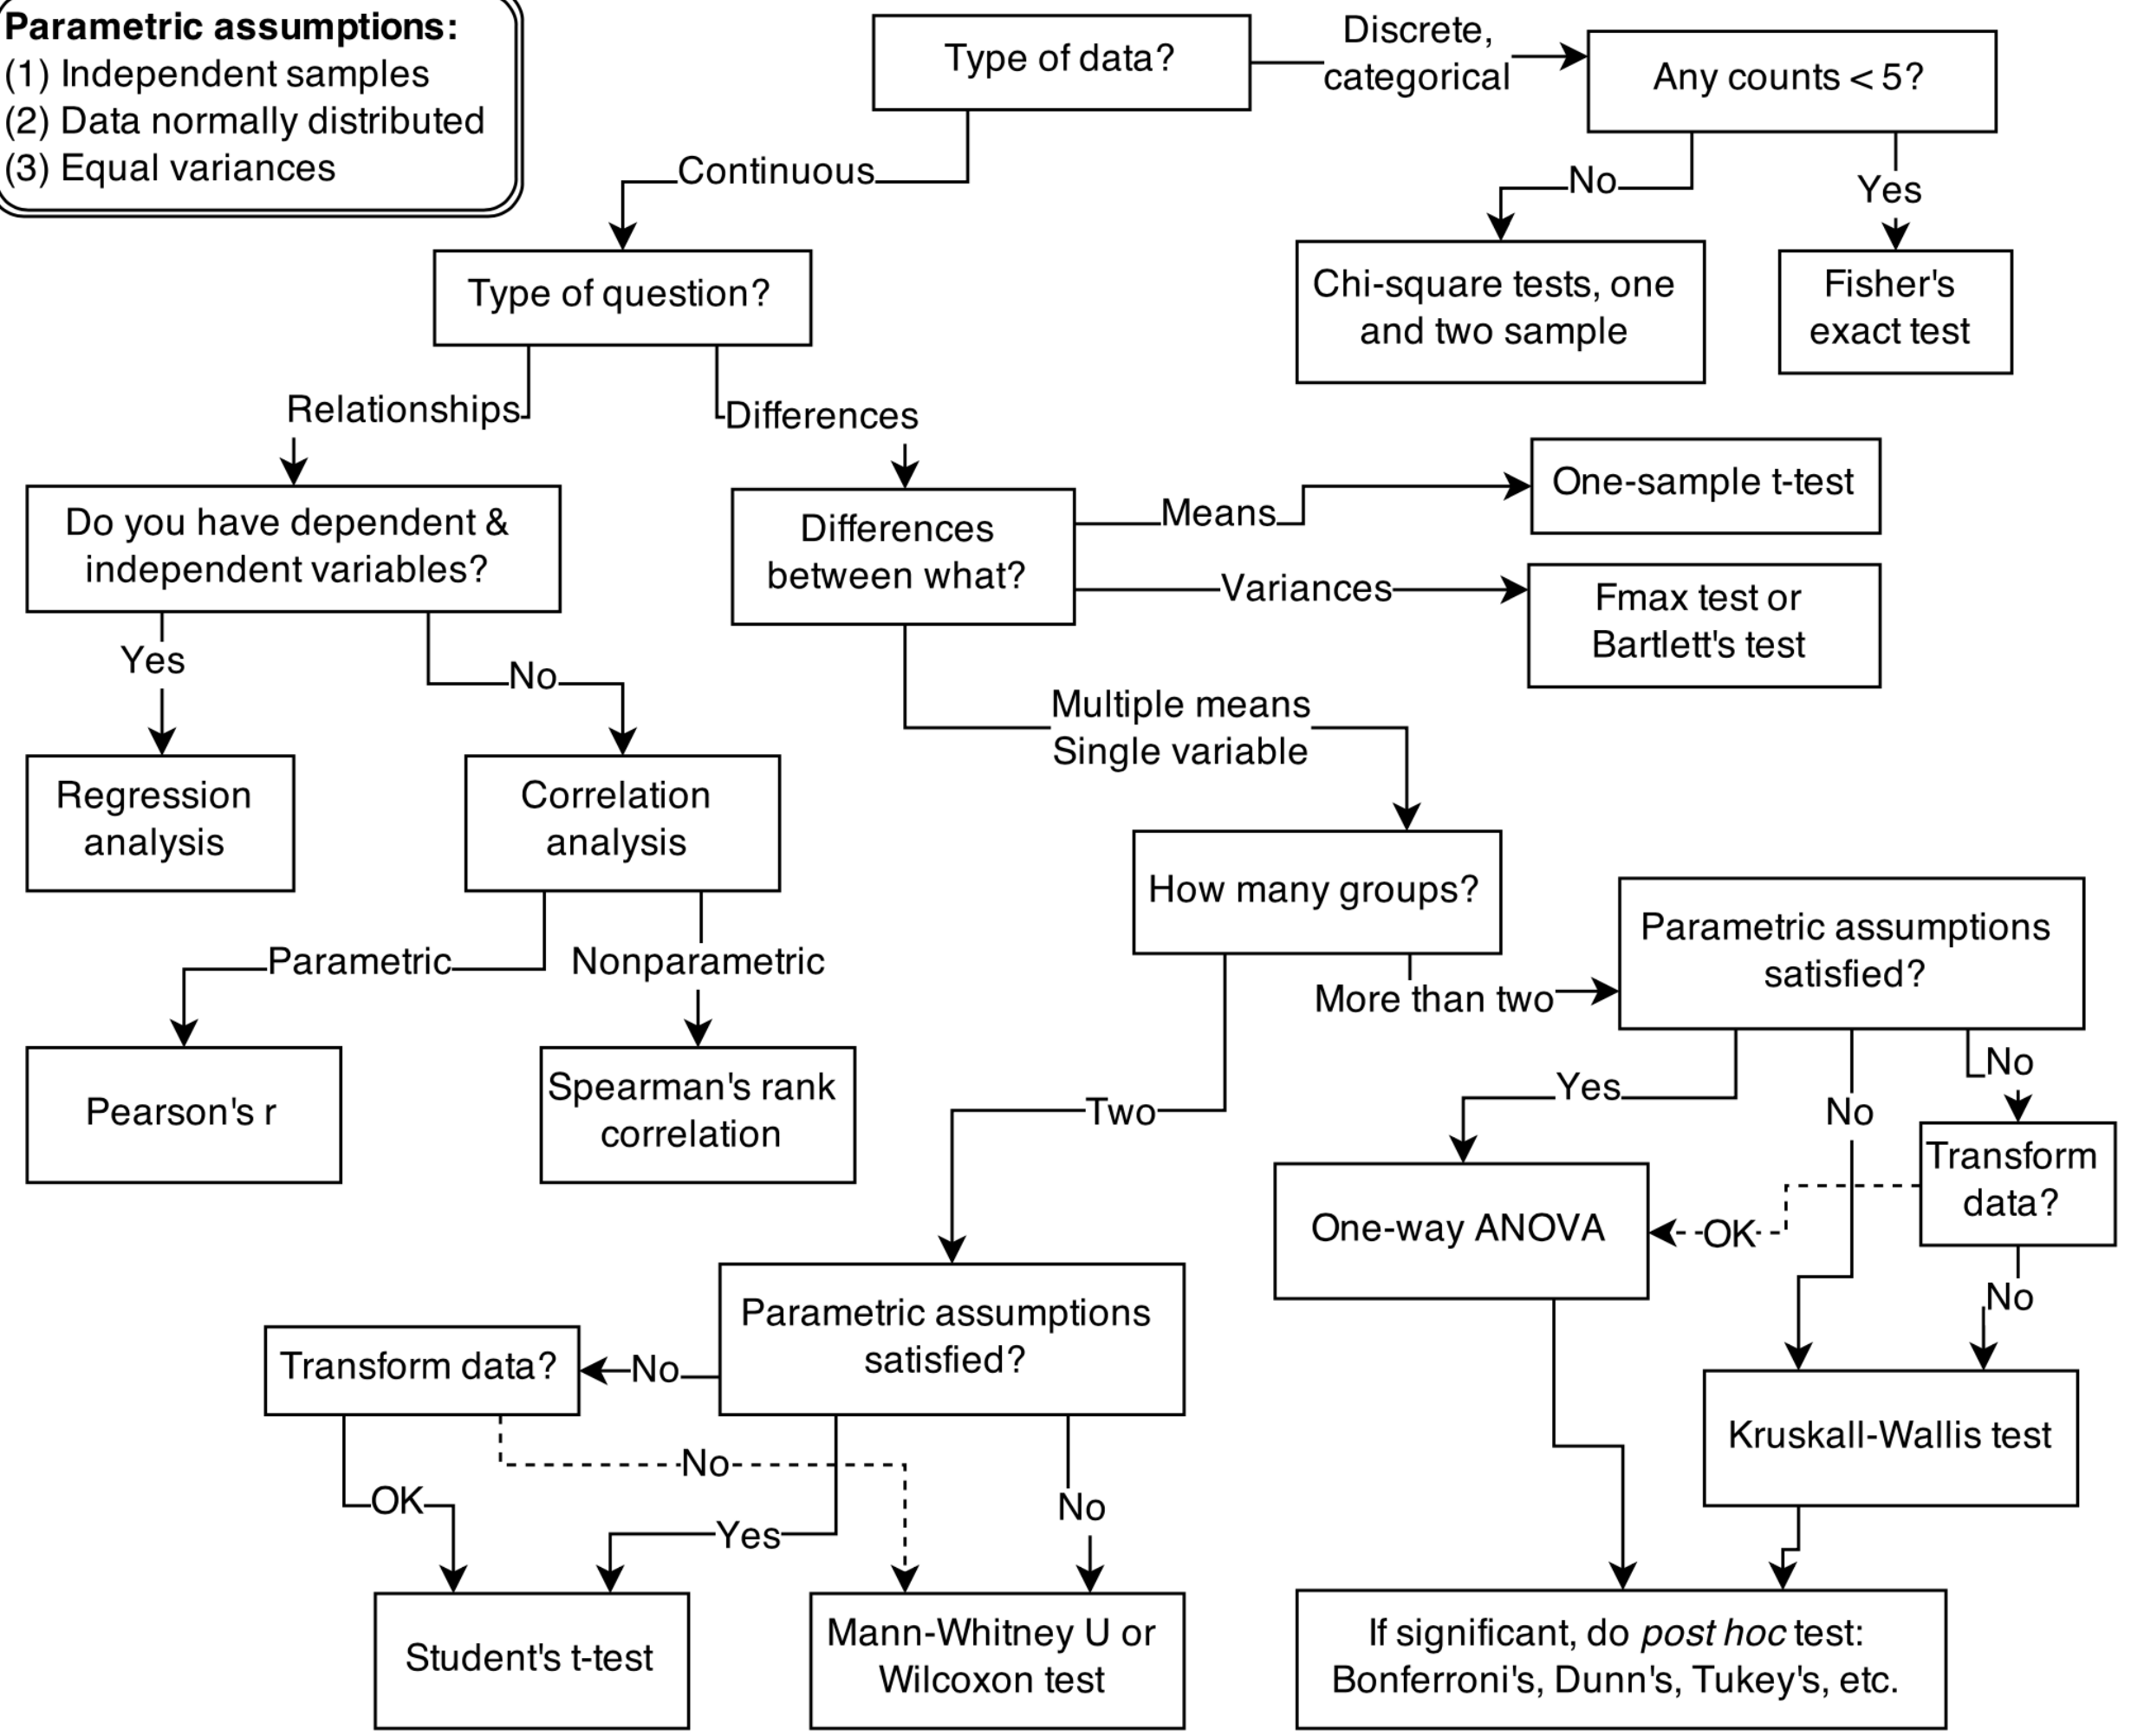 Parametric assumptions:
(1) Independent samples
(2) Data normally distributed
(3) Equal variances
Type of data?
Discrete,
categorical
Any counts < 5?
Continuous
No
Yes
Type of question?
Chi-square tests, one
and two sample
Fisher's
exact test
Relationships
Differences
Do you have dependent &
independent variables?
Differences
between what?
Means
One-sample t-test
Variances
Fmax test or
Bartlett's test
Yes
No
Multiple means
Single variable
Regression
analysis
Correlation
analysis
How many groups?
Parametric assumptions
satisfied?
Parametric
Nonparametric
More than two
Pearson's r
Spearman's rank
correlation
Two
Yes
No
No
Transform
data?
One-way ANOVA
OK
No
Parametric assumptions
satisfied?
Transform data?
No
Kruskall-Wallis test
No
OK
Yes
No
Student's t-test
Mann-Whitney U or
Wilcoxon test
If significant, do post hoc test:
Bonferroni's, Dunn's, Tukey's, etc.